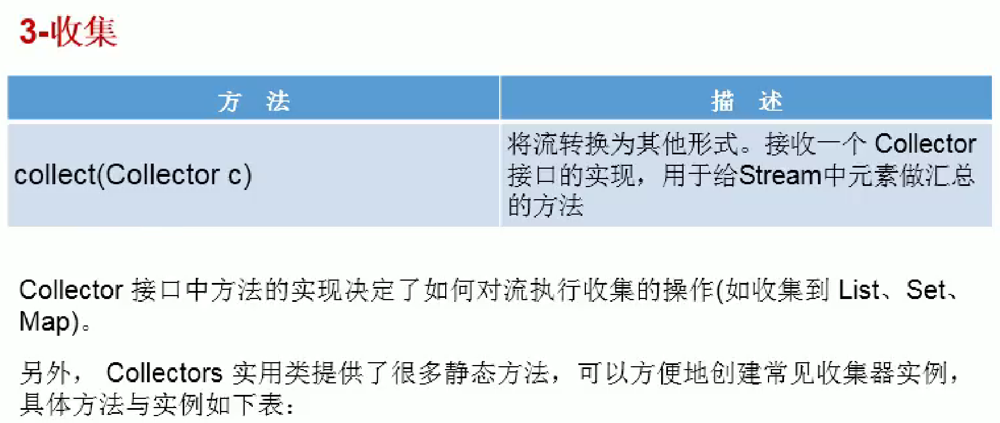 3-收集
方 法 描 述
collect(Collector c)
将流转换为其他形式。接收一个 Collector
接口的实现，用于给Stream中元素做汇总
的方法
Collector 接口中方法的实现决定了如何对流执行收集的操作(如收集到 List、Set、
Map)。
另外， Collectors 实用类提供了很多静态方法，可以方便地创建常见收集器实例，
具体方法与实例如下表：